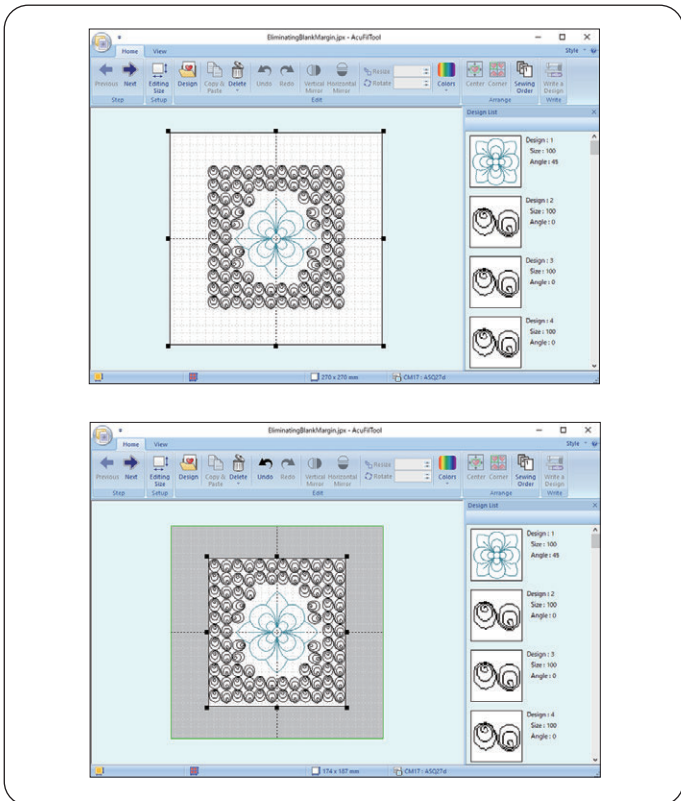 EliminatingBlankMargin.jpx - AcuFilTool
Home View Style
Previous Next Editing Size Design Copy & Paste Delete Undo Redo Vertical Mirror Horizontal Mirror Resize Rotate Colors Center Corner Sewing Order Write a Design
Step Setup Edit Arrange Write
Design List X
Design : 1
Size : 100
Angle : 45
Design : 2
Size : 100
Angle : 0
Design : 3
Size : 100
Angle : 0
Design : 4
Size : 100
Angle : 0
270 x 270 mm CM17 : ASQ27d
EliminatingBlankMargin.jpx - AcuFilTool
Home View Style
Previous Next Editing Size Design Copy & Paste Delete Undo Redo Vertical Mirror Horizontal Mirror Resize Rotate Colors Center Corner Sewing Order Write a Design
Step Setup Edit Arrange Write
Design List X
Design : 1
Size : 100
Angle : 45
Design : 2
Size : 100
Angle : 0
Design : 3
Size : 100
Angle : 0
Design : 4
Size : 100
Angle : 0
174 x 187 mm CM17 : ASQ27d